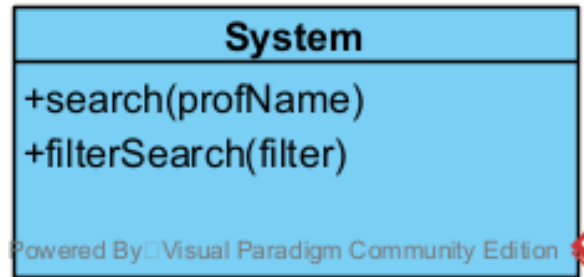 System
+search(profName)
+filterSearch(filter)
Powered By Visual Paradigm Community Edition